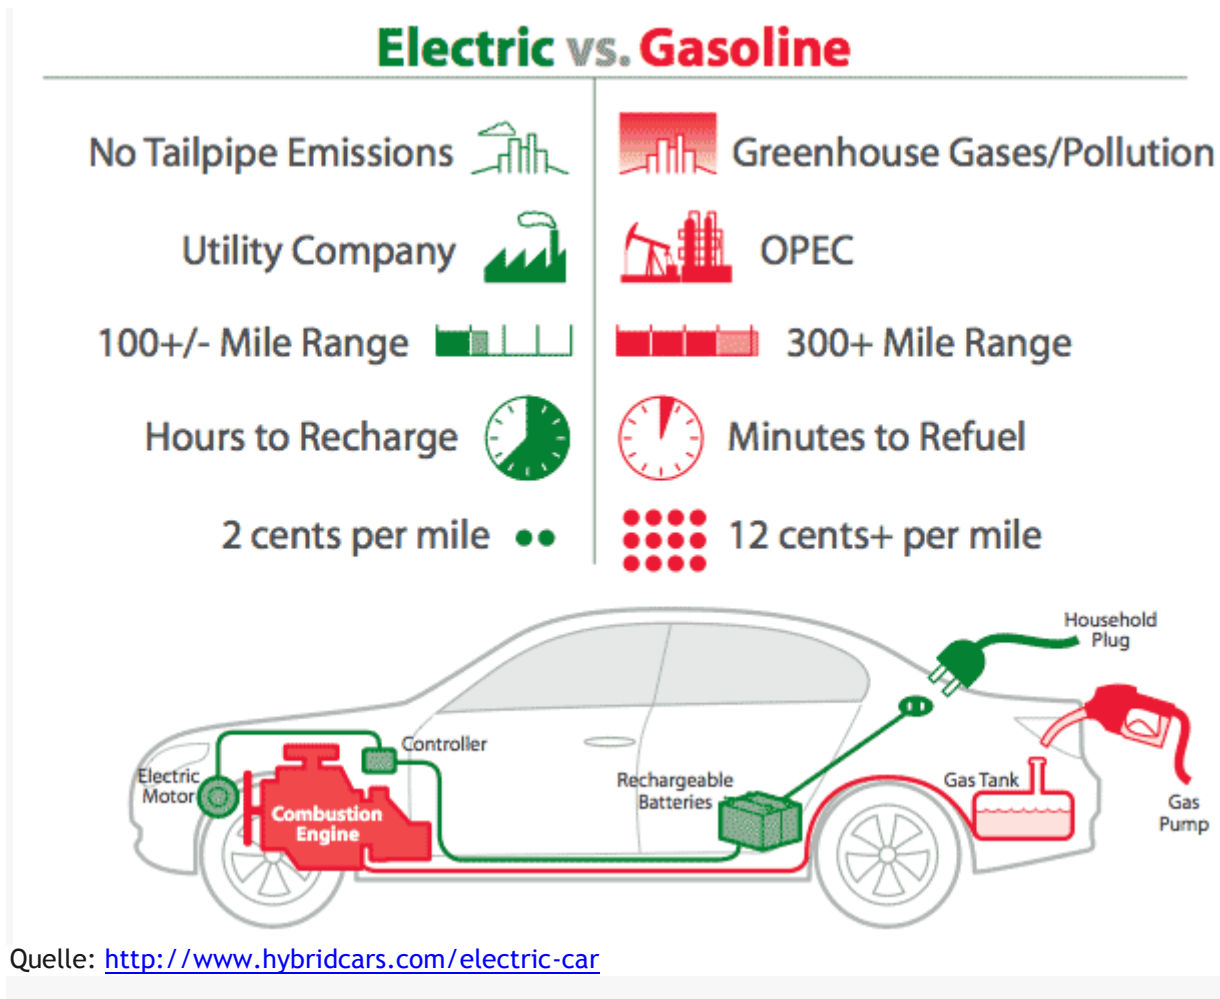 Electric vs. Gasoline
No Tailpipe Emissions
Greenhouse Gases/Pollution
Utility Company
OPEC
100+/- Mile Range
300+ Mile Range
Hours to Recharge
Minutes to Refuel
2 cents per mile
12 cents+ per mile
Household
Plug
Controller
Electric
Motor
Combustion
Engine
Rechargeable
Batteries
Gas Tank
Gas
Pump
Quelle: http://www.hybridcars.com/electric-car